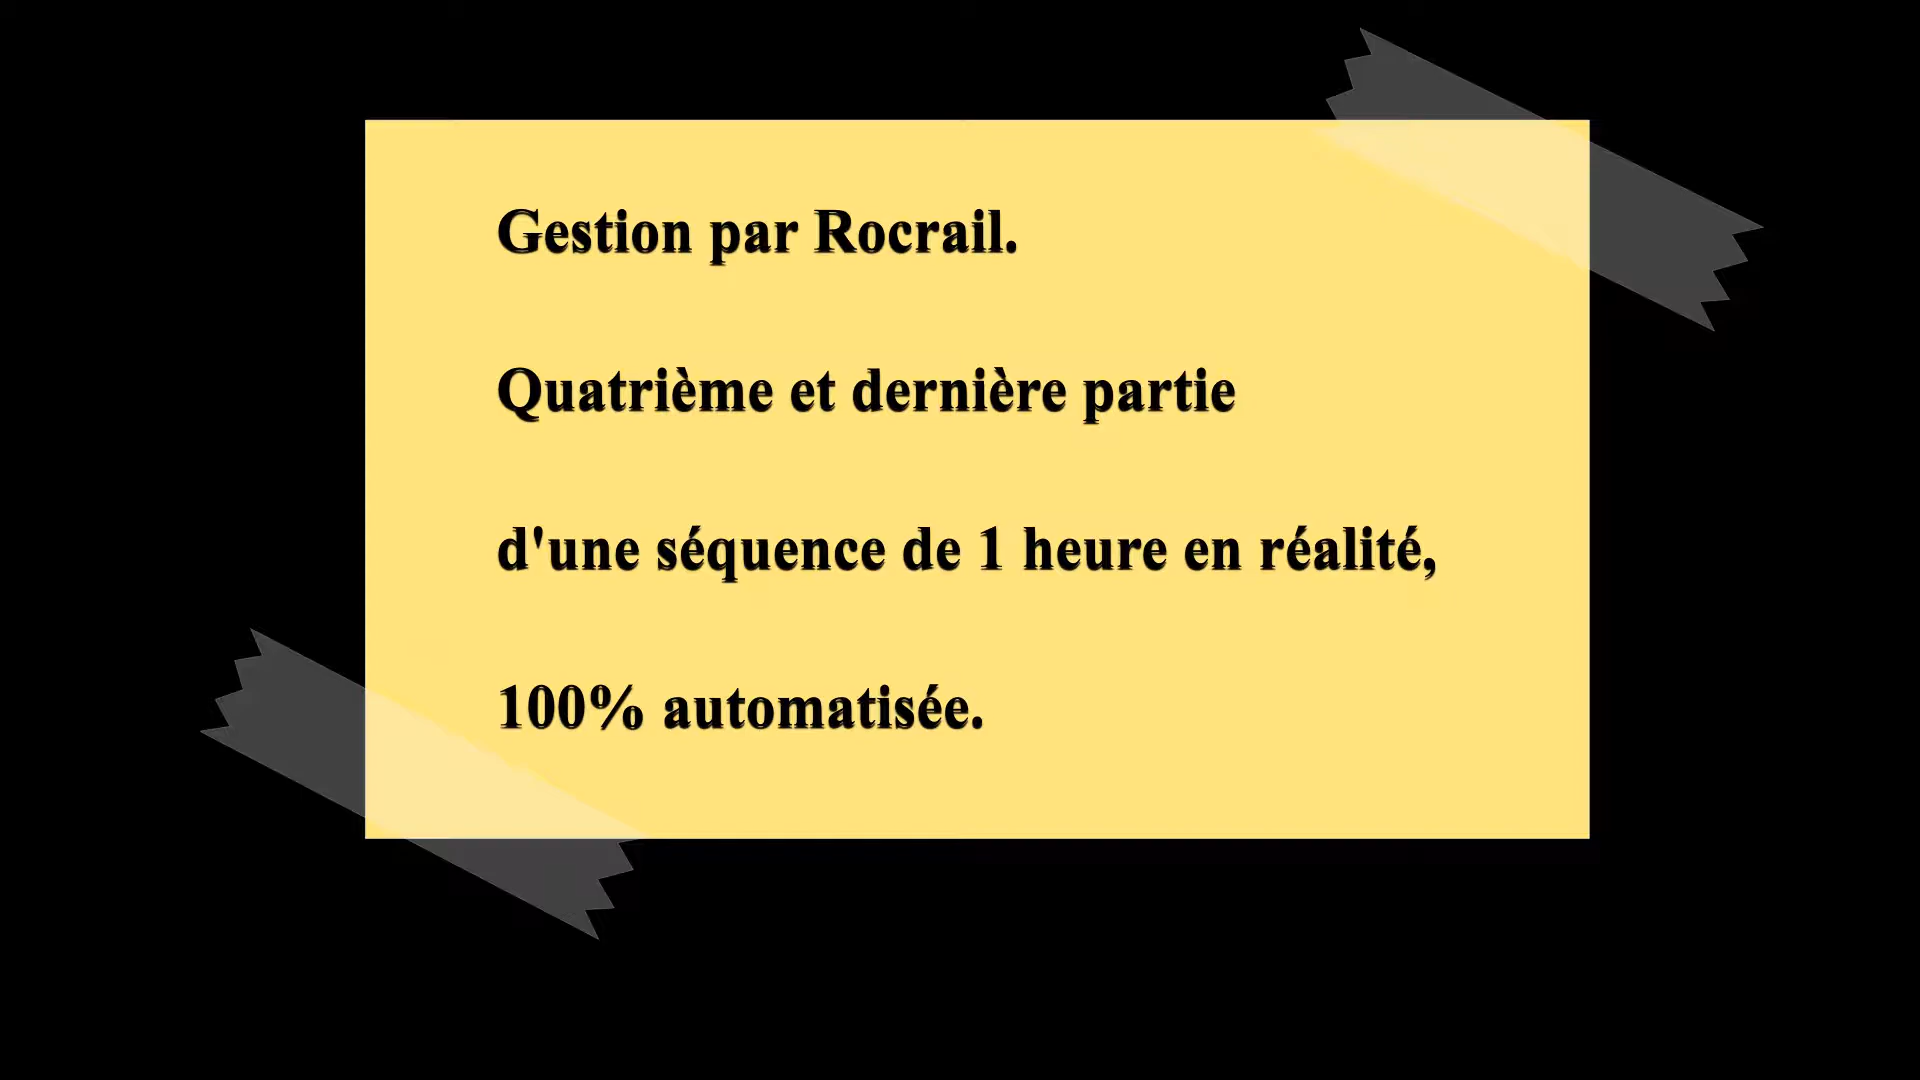 Gestion par Rocrail.
Quatrième et dernière partie
d'une séquence de 1 heure en réalité,
100% automatisée.